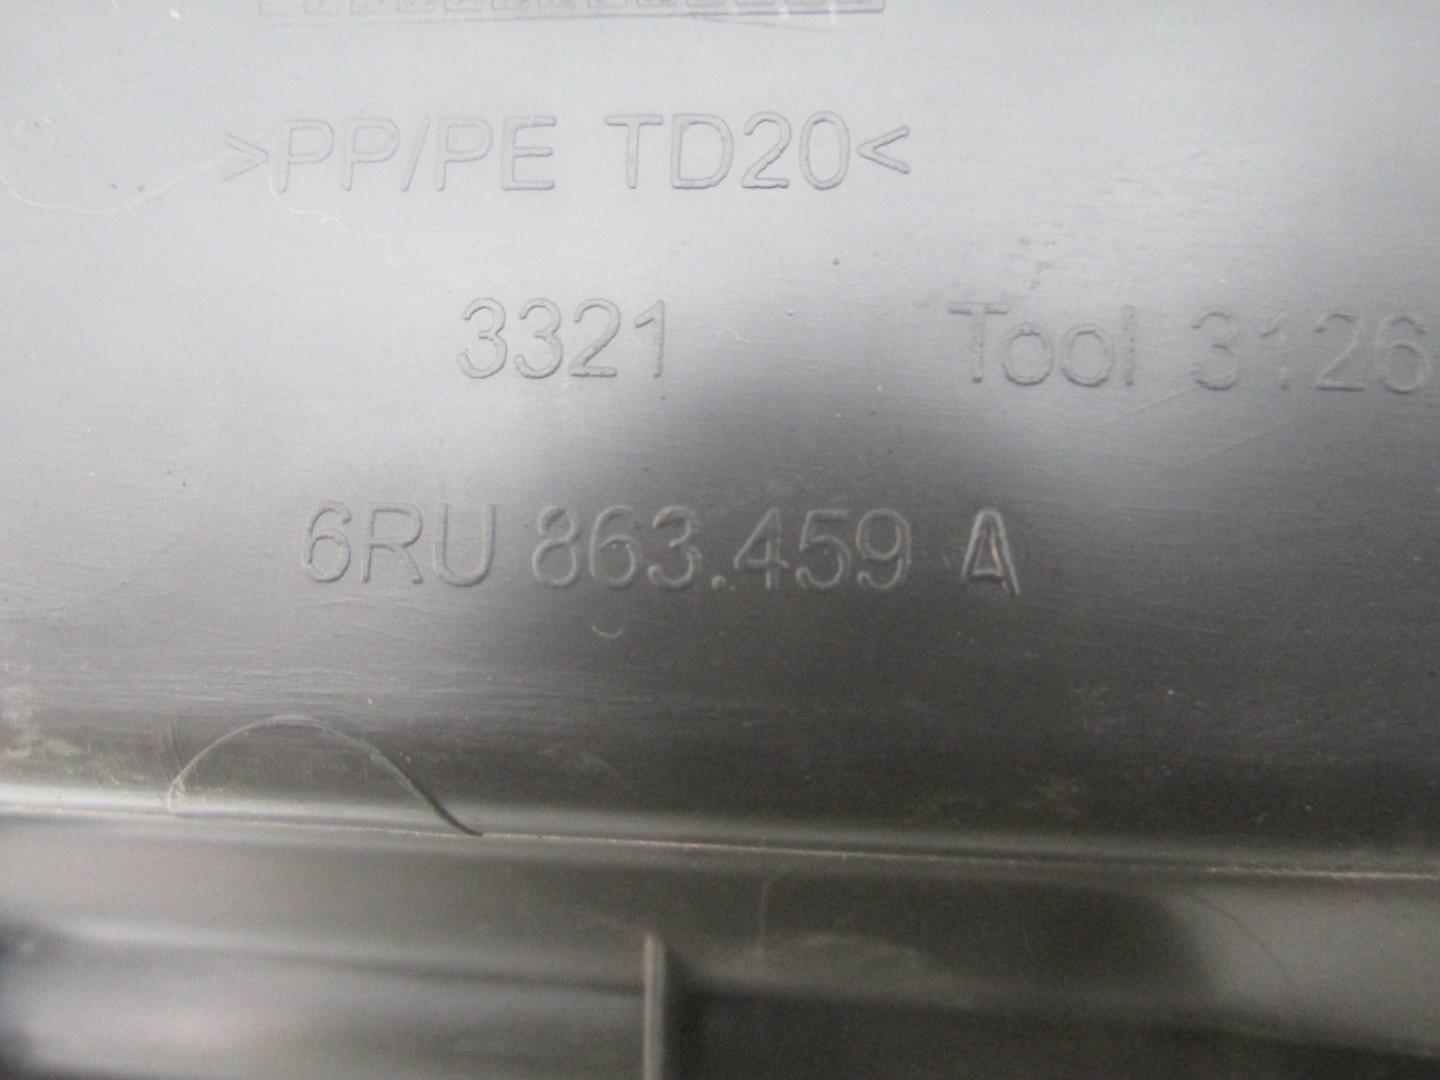 >PP/PE TD20<
3321 Tool 3126
6RU 863.459 A